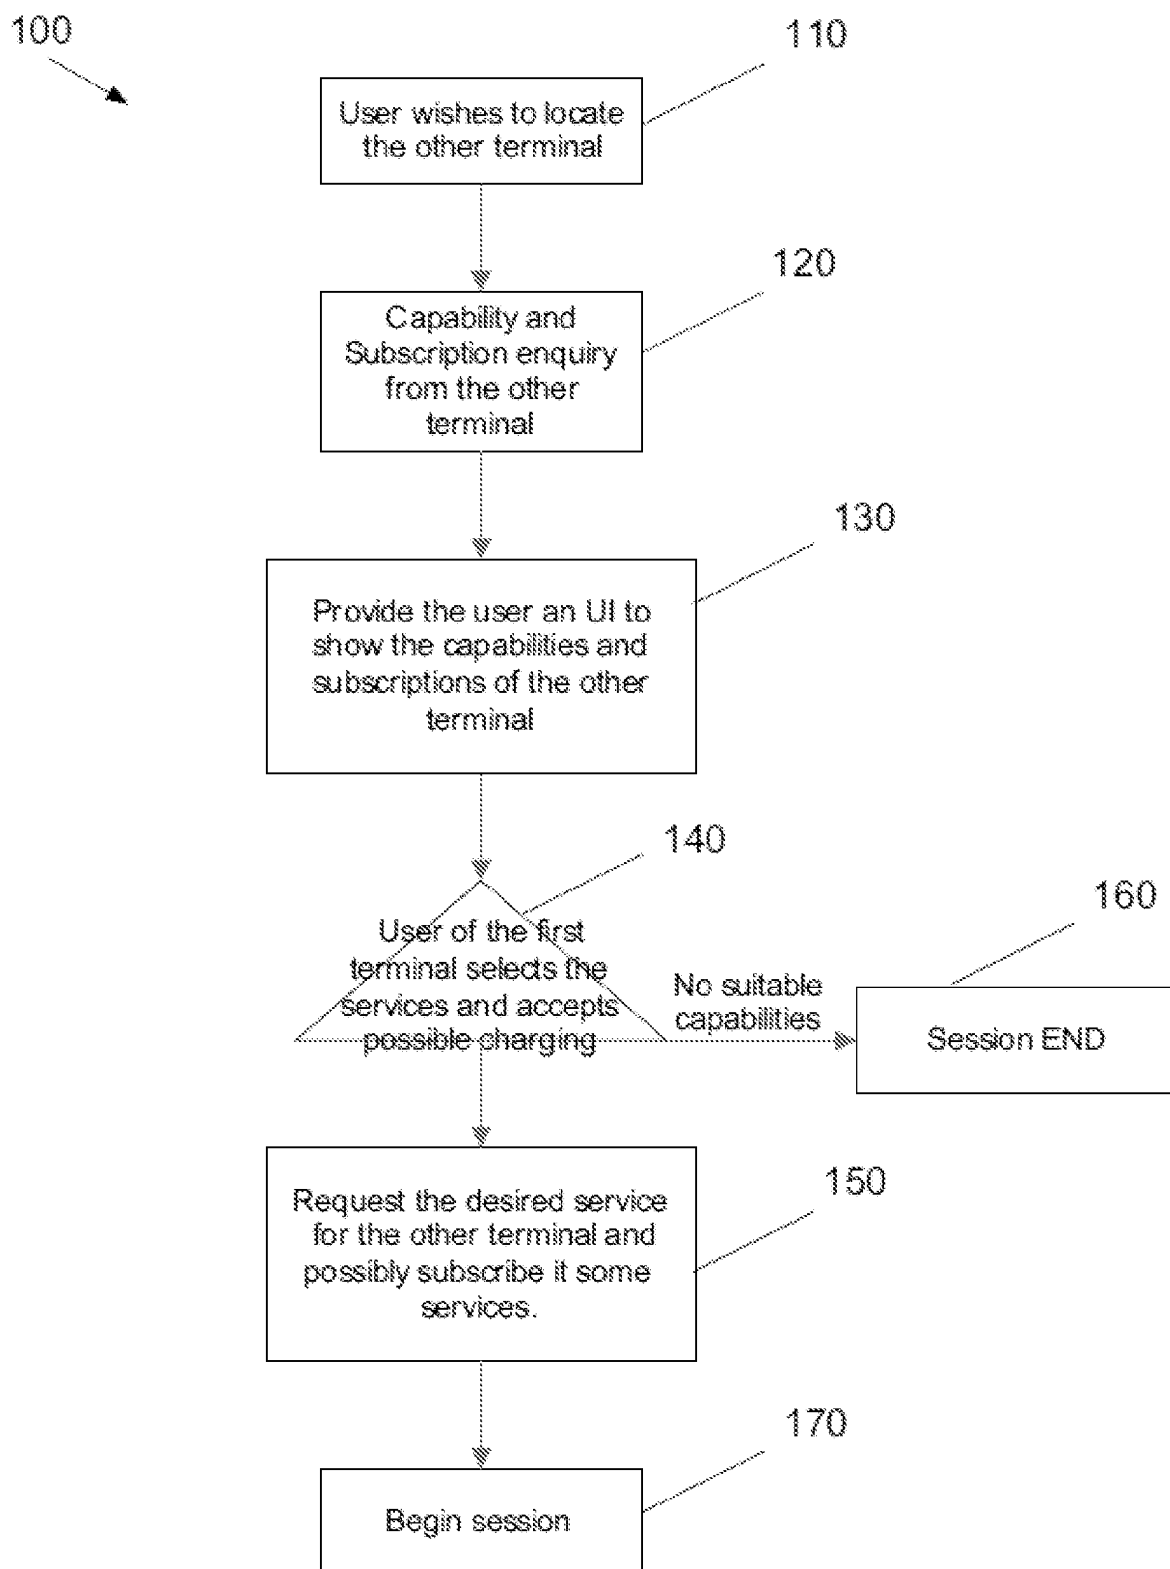 100
110
User wishes to locate
the other terminal
120
Capability and
Subscription enquiry
from the other
terminal
130
Provide the user an UI to
show the capabilities and
subscriptions of the other
terminal
140
User of the first
terminal selects the
services and accepts
possible charging
No suitable
capabilities
160
Session END
150
Request the desired service
for the other terminal and
possibly subscribe it some
services.
170
Begin session